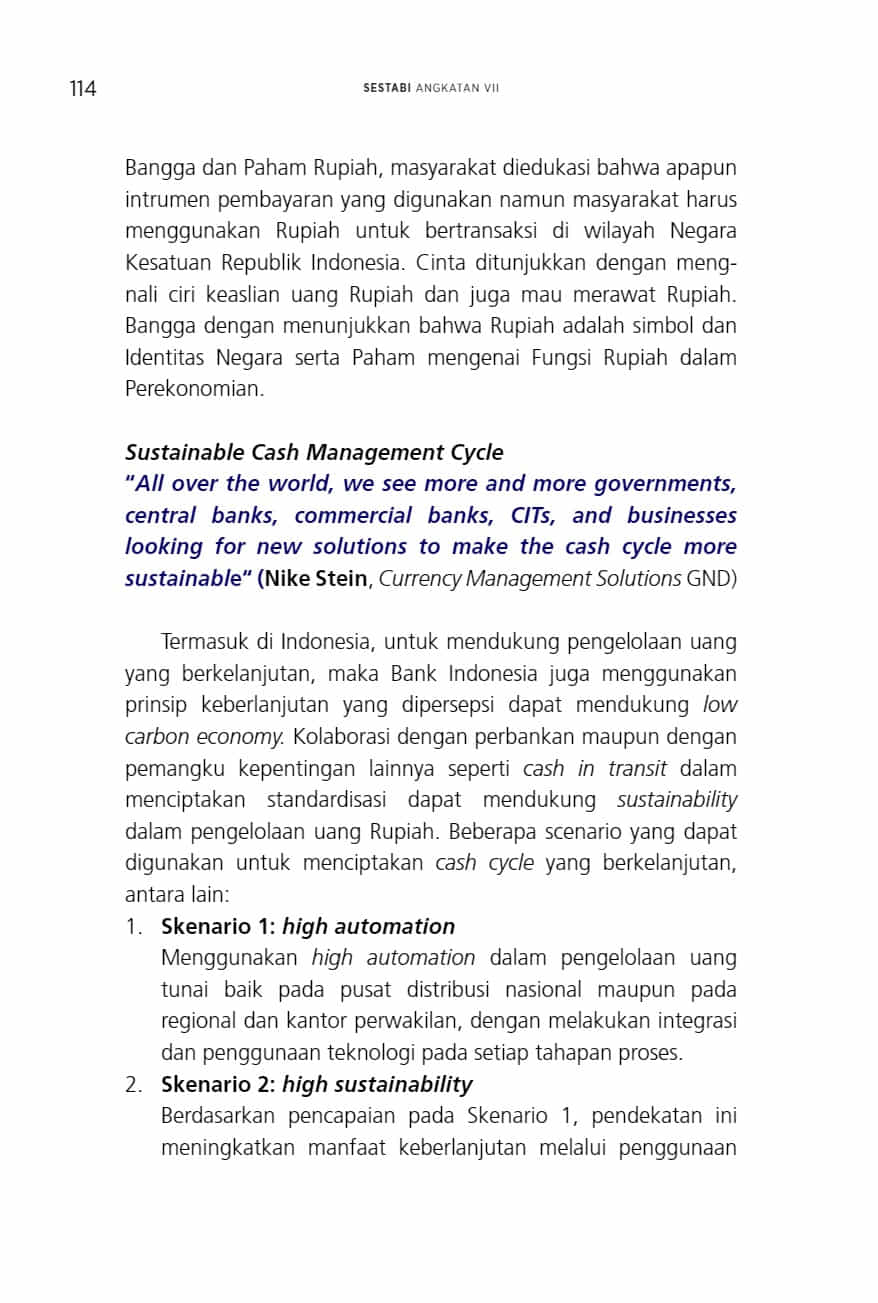 114
SESTABI ANGKATAN VII
Bangga dan Paham Rupiah, masyarakat diedukasi bahwa apapun
intrumen pembayaran yang digunakan namun masyarakat harus
menggunakan Rupiah untuk bertransaksi di wilayah Negara
Kesatuan Republik Indonesia. Cinta ditunjukkan dengan meng-
nali ciri keaslian uang Rupiah dan juga mau merawat Rupiah.
Bangga dengan menunjukkan bahwa Rupiah adalah simbol dan
Identitas Negara serta Paham mengenai Fungsi Rupiah dalam
Perekonomian.
Sustainable Cash Management Cycle
“All over the world, we see more and more governments,
central banks, commercial banks, CITs, and businesses
looking for new solutions to make the cash cycle more
sustainable“ (Nike Stein, Currency Management Solutions GND)
Termasuk di Indonesia, untuk mendukung pengelolaan uang
yang berkelanjutan, maka Bank Indonesia juga menggunakan
prinsip keberlanjutan yang dipersepsi dapat mendukung low
carbon economy. Kolaborasi dengan perbankan maupun dengan
pemangku kepentingan lainnya seperti cash in transit dalam
menciptakan standardisasi dapat mendukung sustainability
dalam pengelolaan uang Rupiah. Beberapa scenario yang dapat
digunakan untuk menciptakan cash cycle yang berkelanjutan,
antara lain:
1. Skenario 1: high automation
Menggunakan high automation dalam pengelolaan uang
tunai baik pada pusat distribusi nasional maupun pada
regional dan kantor perwakilan, dengan melakukan integrasi
dan penggunaan teknologi pada setiap tahapan proses.
2. Skenario 2: high sustainability
Berdasarkan pencapaian pada Skenario 1, pendekatan ini
meningkatkan manfaat keberlanjutan melalui penggunaan